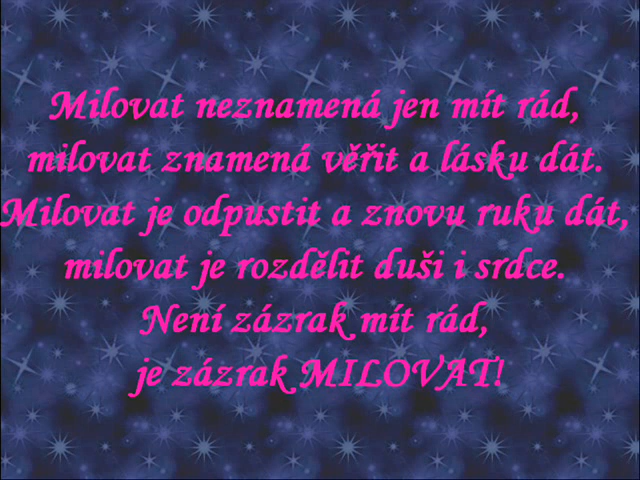 Milovat neznamená jen mít rád,
milovat znamená věřit a lásku dát.
Milovat je odpustit a znovu ruku dát,
milovat je rozdělit duši i srdce.
Není zázrak mít rád,
je zázrak MILOVAT!